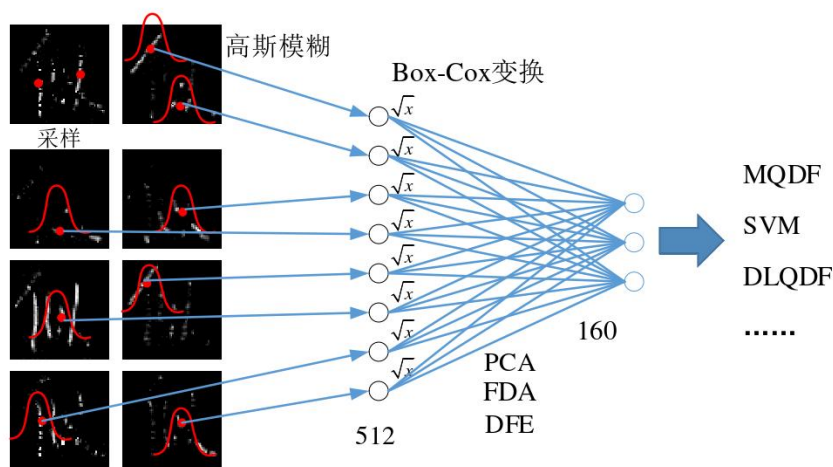 高斯模糊
Box-Cox变换
采样
√x
√x
√x
√x
√x
√x
√x
√x
512
PCA
FDA
DFE
160
MQDF
SVM
DLQDF
……